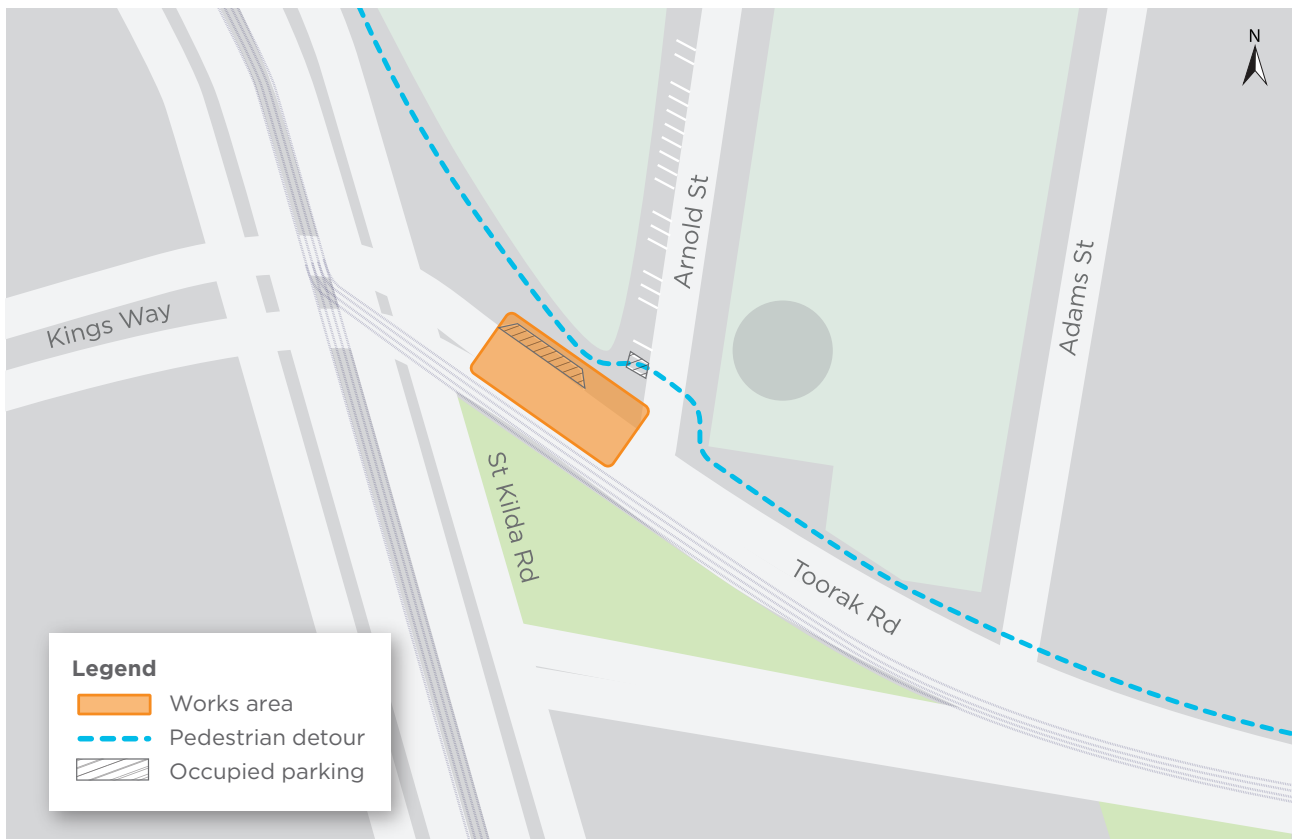 N
Arnold St
Adams St
Kings Way
St Kilda Rd
Toorak Rd
Legend
Works area
Pedestrian detour
Occupied parking